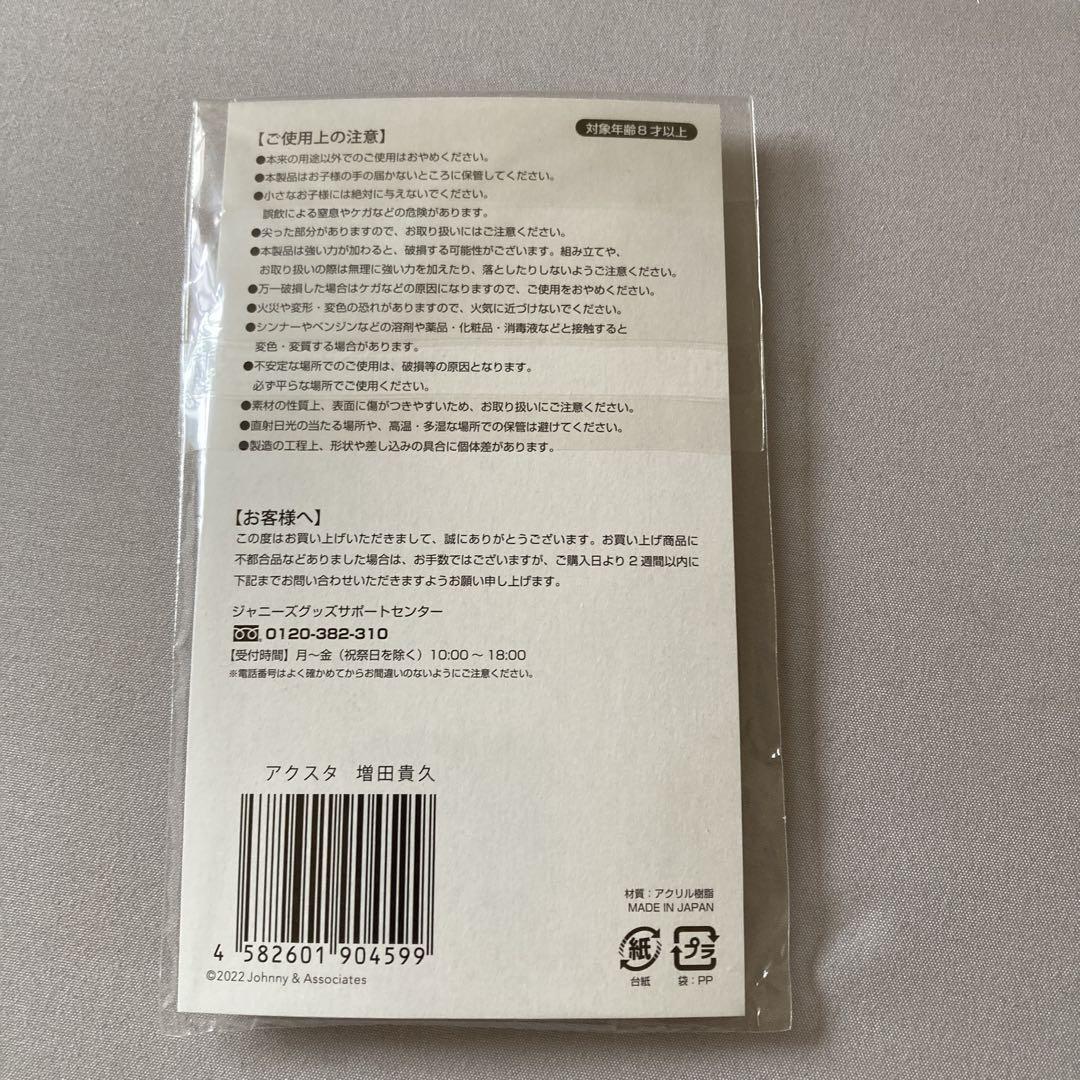 【ご使用上の注意】
対象年齢8才以上
●本来の用途以外でのご使用はおやめください。
●本製品はお子様の手の届かないところに保管してください。
●小さなお子様には絶対に与えないでください。
誤飲による窒息やケガなどの危険があります。
●尖った部分がありますので、お取り扱いにはご注意ください。
●本製品は強い力が加わると、破損する可能性がございます。組み立てや、
お取り扱いの際は無理に強い力を加えたり、落としたりしないようご注意ください。
●万一破損した場合はケガなどの原因になりますので、ご使用をおやめください。
●火災や変形・変色の恐れがありますので、火気に近づけないでください。
●シンナーやベンジンなどの溶剤や薬品・化粧品・消毒液などと接触すると
変色・変質する場合があります。
●不安定な場所でのご使用は、破損等の原因となります。
必ず平らな場所でご使用ください。
●素材の性質上、表面に傷がつきやすいため、お取り扱いにご注意ください。
●直射日光の当たる場所や、高温・多湿な場所での保管は避けてください。
●製造の工程上、形状や差し込みの具合に個体差があります。
【お客様へ】
この度はお買い上げいただきまして、誠にありがとうございます。お買い上げ商品に
不都合品などありました場合は、お手数ではございますが、ご購入日より2週間以内に
下記までお問い合わせいただきますようお願い申し上げます。
ジャニーズグッズサポートセンター
0120-382-310
【受付時間】月〜金（祝祭日を除く）10:00〜18:00
※電話番号はよく確かめてからお間違いのないようにご注意ください。
アクスタ 増田貴久
4 582601 904599
©2022 Johnny & Associates
材質：アクリル樹脂
MADE IN JAPAN
紙 プラ
台紙 袋：PP